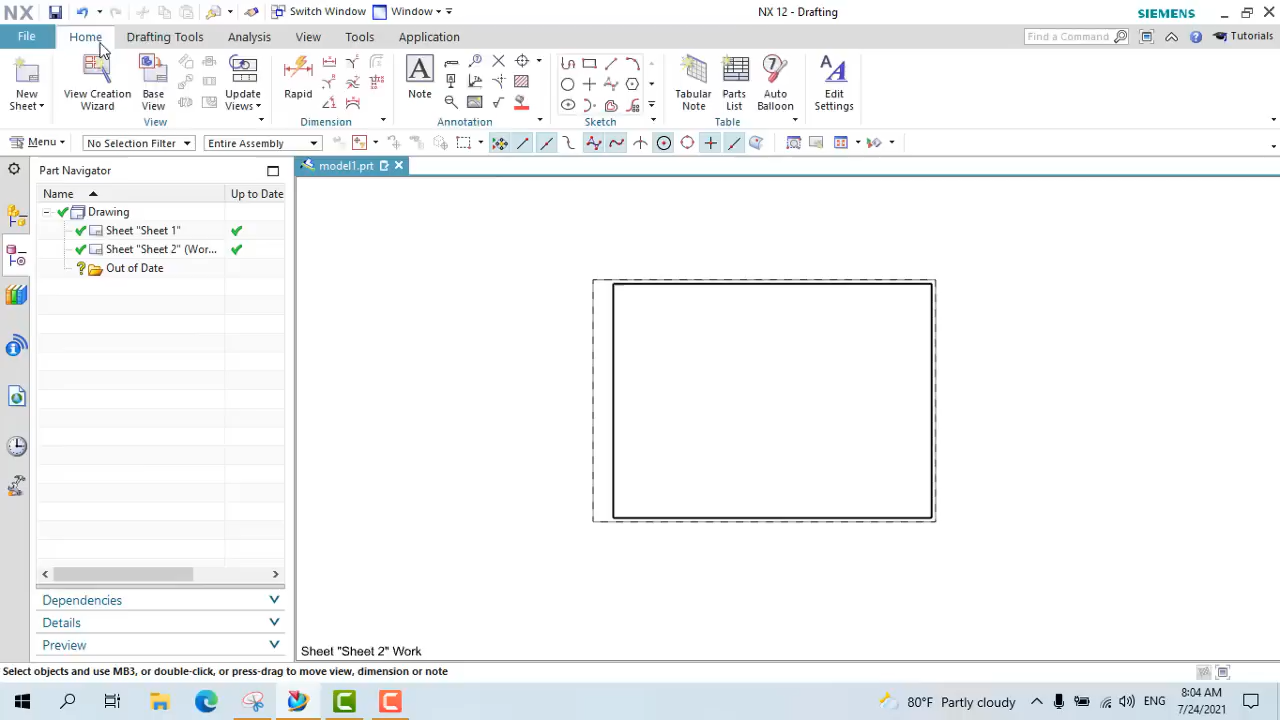 NX
Switch Window
Window
NX 12 - Drafting
SIEMENS
File
Home
Drafting Tools
Analysis
View
Tools
Application
Find a Command
Tutorials
New Sheet
View Creation Wizard
Base View
Update Views
Rapid
Note
Tabular Note
Parts List
Auto Balloon
Edit Settings
View
Dimension
Annotation
Sketch
Table
Menu
No Selection Filter
Entire Assembly
Part Navigator
model1.prt
Name
Up to Date
Drawing
Sheet "Sheet 1"
Sheet "Sheet 2" (Wor...
Out of Date
Dependencies
Details
Preview
Sheet "Sheet 2" Work
Select objects and use MB3, or double-click, or press-drag to move view, dimension or note
80°F Partly cloudy
ENG
8:04 AM
7/24/2021